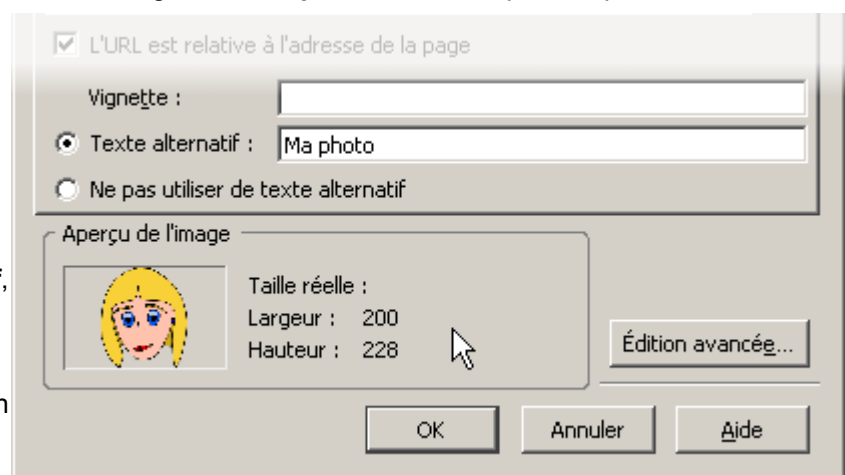 L'URL est relative à l'adresse de la page
Vignette :
Texte alternatif : Ma photo
Ne pas utiliser de texte alternatif
Aperçu de l'image
Taille réelle :
Largeur : 200
Hauteur : 228
Édition avancée...
OK Annuler Aide